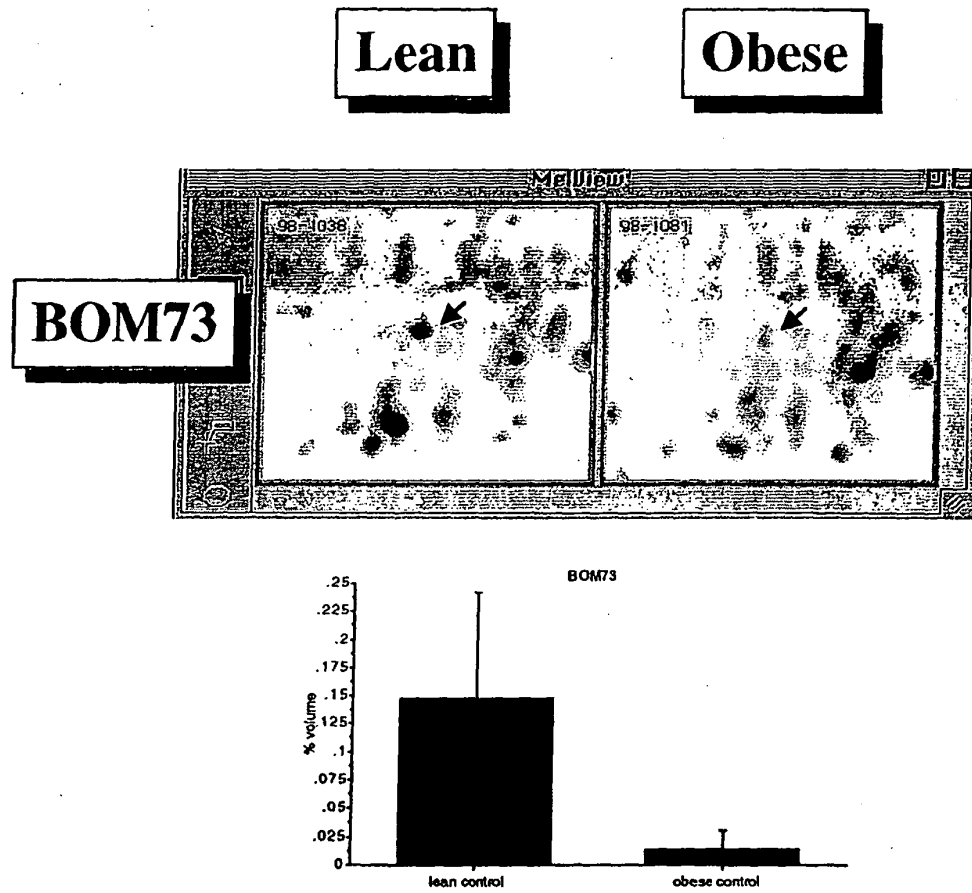 Lean
Obese
98-1038
98-1081
BOM73
BOM73
.25
.225
.2
.175
.15
.125
.1
.075
.05
.025
0
% volume
lean control
obese control